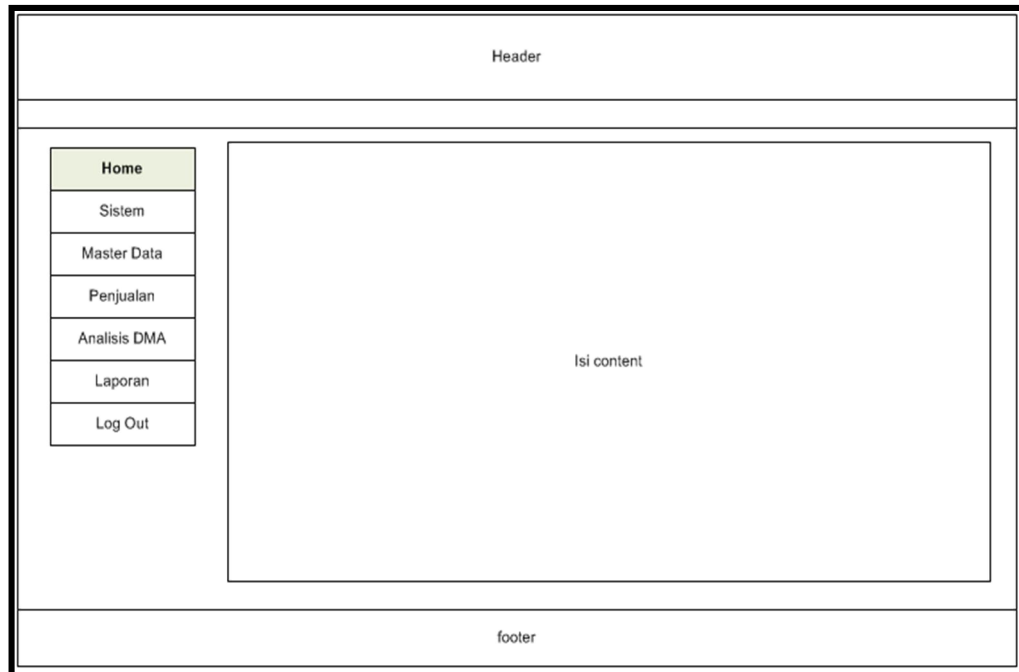 Header
Home
Sistem
Master Data
Penjualan
Analisis DMA
Laporan
Log Out
Isi content
footer